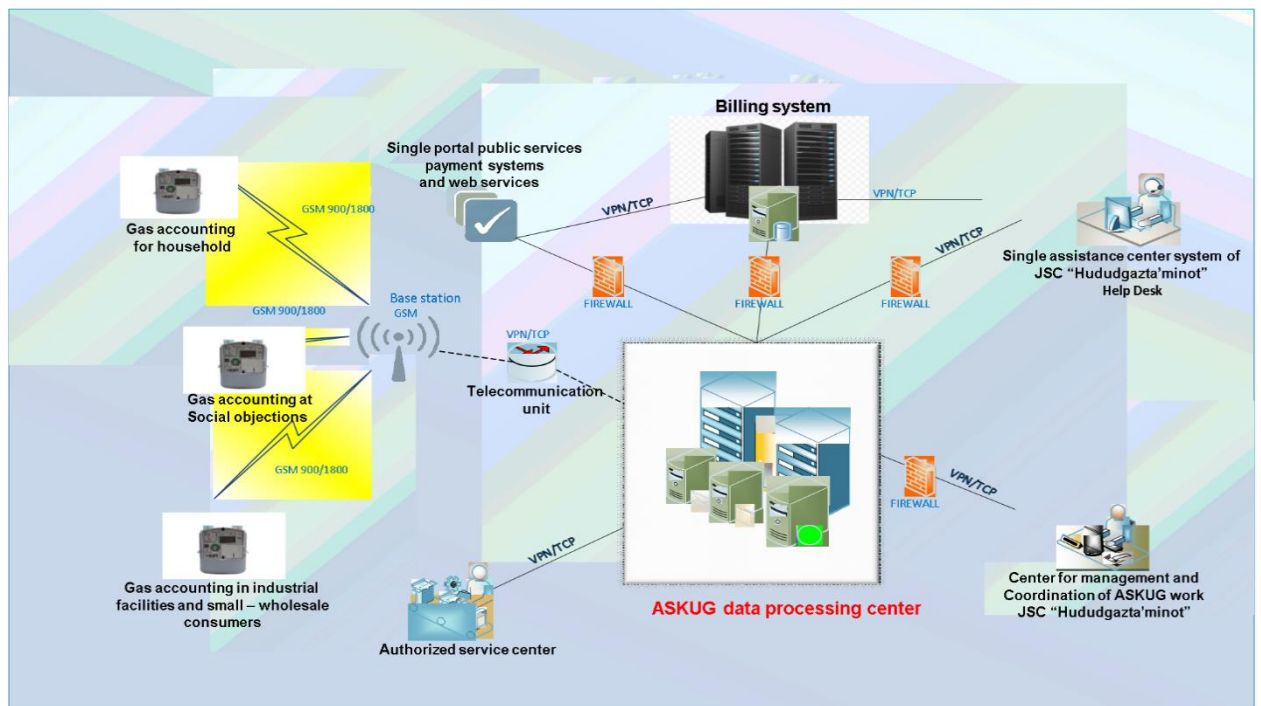 Billing system
Single portal public services
payment systems
and web services
VPN/TCP
VPN/TCP
GSM 900/1800
Gas accounting
for household
VPN/TCP
Single assistance center system of
JSC “Hududgazta’minot”
Help Desk
FIREWALL
FIREWALL
FIREWALL
Base station
GSM
GSM 900/1800
VPN/TCP
Telecommunication
unit
Gas accounting at
Social objections
GSM 900/1800
FIREWALL
VPN/TCP
VPN/TCP
Gas accounting in industrial
facilities and small – wholesale
consumers
Authorized service center
ASKUG data processing center
Center for management and
Coordination of ASKUG work
JSC “Hududgazta’minot”